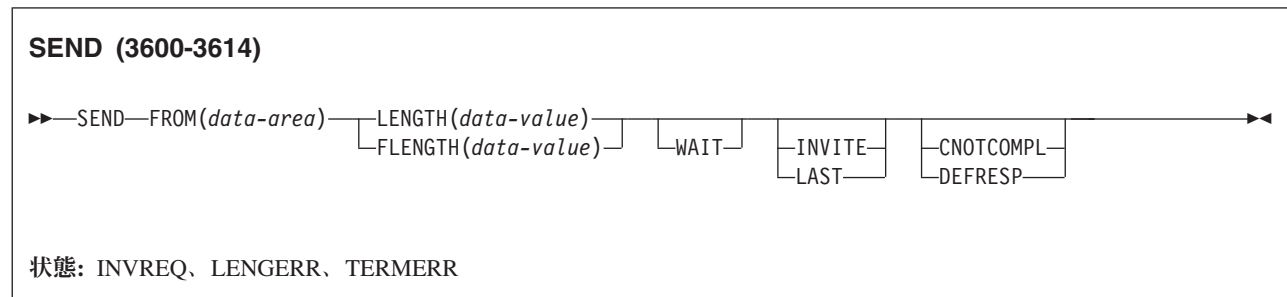 SEND (3600-3614)
SEND FROM(data-area) LENGTH(data-value)
FLENGTH(data-value) WAIT INVITE CNOTCOMPL
LAST DEFRESP
状態: INVREQ、LENGERR、TERMERR